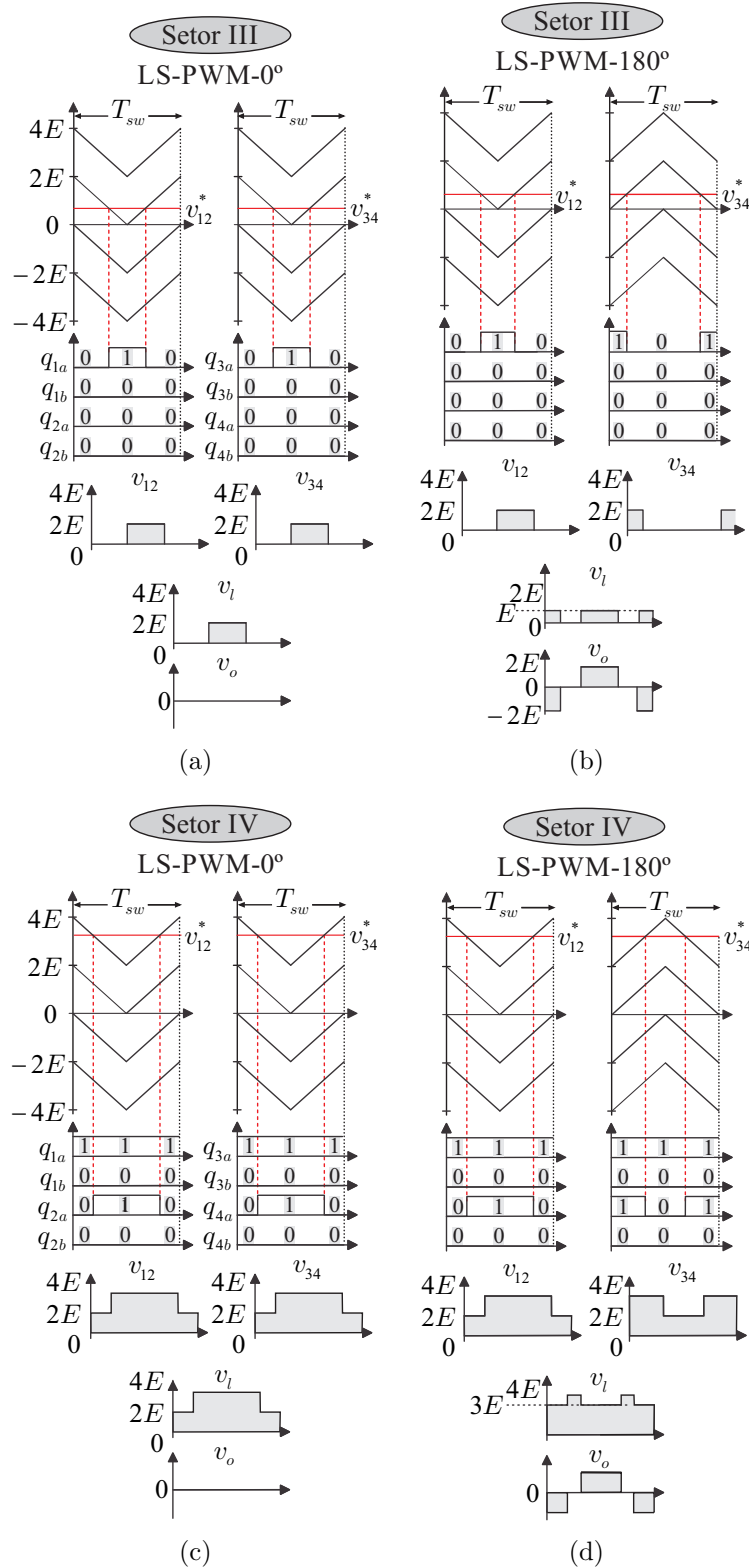 Setor III
LS-PWM-0º
T_sw
T_sw
4E
2E
0
−2E
−4E
v*_12
v*_34
q_1a 0 1 0
q_1b 0 0 0
q_2a 0 0 0
q_2b 0 0 0
q_3a 0 1 0
q_3b 0 0 0
q_4a 0 0 0
q_4b 0 0 0
v_12
4E
2E
0
v_34
4E
2E
0
v_l
4E
2E
0
v_o
0
(a)
Setor III
LS-PWM-180º
T_sw
T_sw
v*_12
v*_34
0 1 0
0 0 0
0 0 0
0 0 0
1 0 1
0 0 0
0 0 0
0 0 0
v_12
4E
2E
0
v_34
4E
2E
0
v_l
2E
E
0
v_o
2E
0
−2E
(b)
Setor IV
LS-PWM-0º
T_sw
T_sw
4E
2E
0
−2E
−4E
v*_12
v*_34
q_1a 1 1 1
q_1b 0 0 0
q_2a 0 1 0
q_2b 0 0 0
q_3a 1 1 1
q_3b 0 0 0
q_4a 0 1 0
q_4b 0 0 0
v_12
4E
2E
0
v_34
4E
2E
0
v_l
4E
2E
0
v_o
0
(c)
Setor IV
LS-PWM-180º
T_sw
T_sw
v*_12
v*_34
1 1 1
0 0 0
0 1 0
0 0 0
1 1 1
0 0 0
1 0 1
0 0 0
v_12
4E
2E
0
v_34
4E
2E
0
v_l
4E
3E
v_o
0
(d)